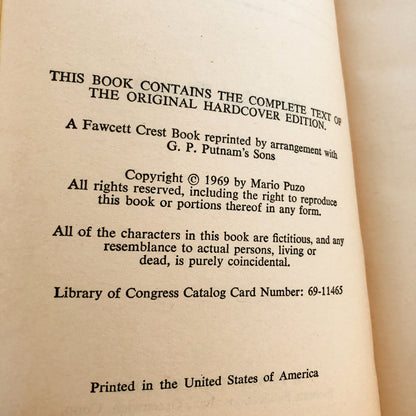 THIS BOOK CONTAINS THE COMPLETE TEXT OF
THE ORIGINAL HARDCOVER EDITION.
A Fawcett Crest Book reprinted by arrangement with
G. P. Putnam's Sons
Copyright © 1969 by Mario Puzo
All rights reserved, including the right to reproduce
this book or portions thereof in any form.
All of the characters in this book are fictitious, and any
resemblance to actual persons, living or
dead, is purely coincidental.
Library of Congress Catalog Card Number: 69-11465
Printed in the United States of America